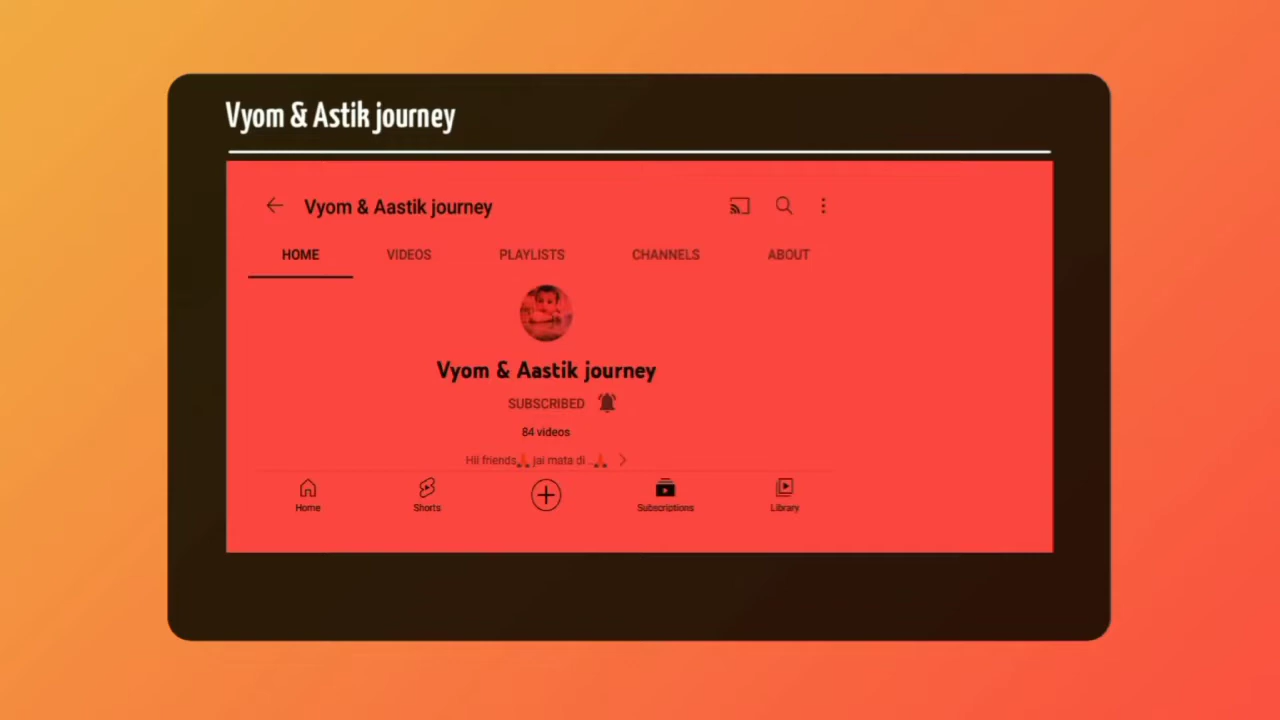 Vyom & Astik journey
Vyom & Aastik journey
HOME VIDEOS PLAYLISTS CHANNELS ABOUT
Vyom & Aastik journey
SUBSCRIBED
84 videos
Hii friends🙏 jai mata di ...🙏
Home Shorts Subscriptions Library